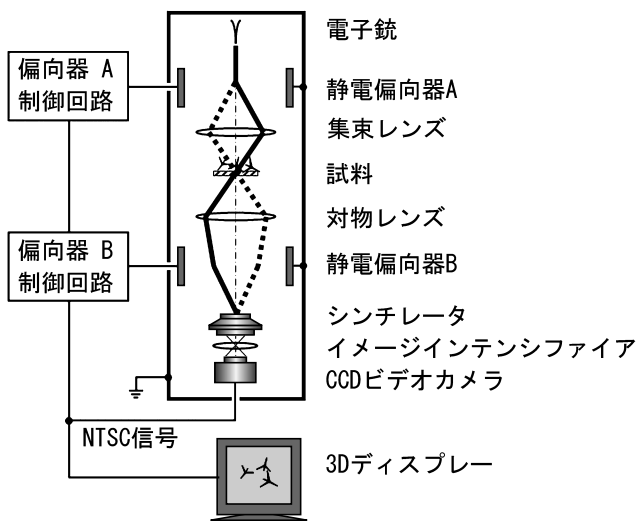 電子銃
偏向器 A
制御回路
静電偏向器A
集束レンズ
試料
対物レンズ
偏向器 B
制御回路
静電偏向器B
シンチレータ
イメージインテンシファイア
CCDビデオカメラ
NTSC信号
3Dディスプレー